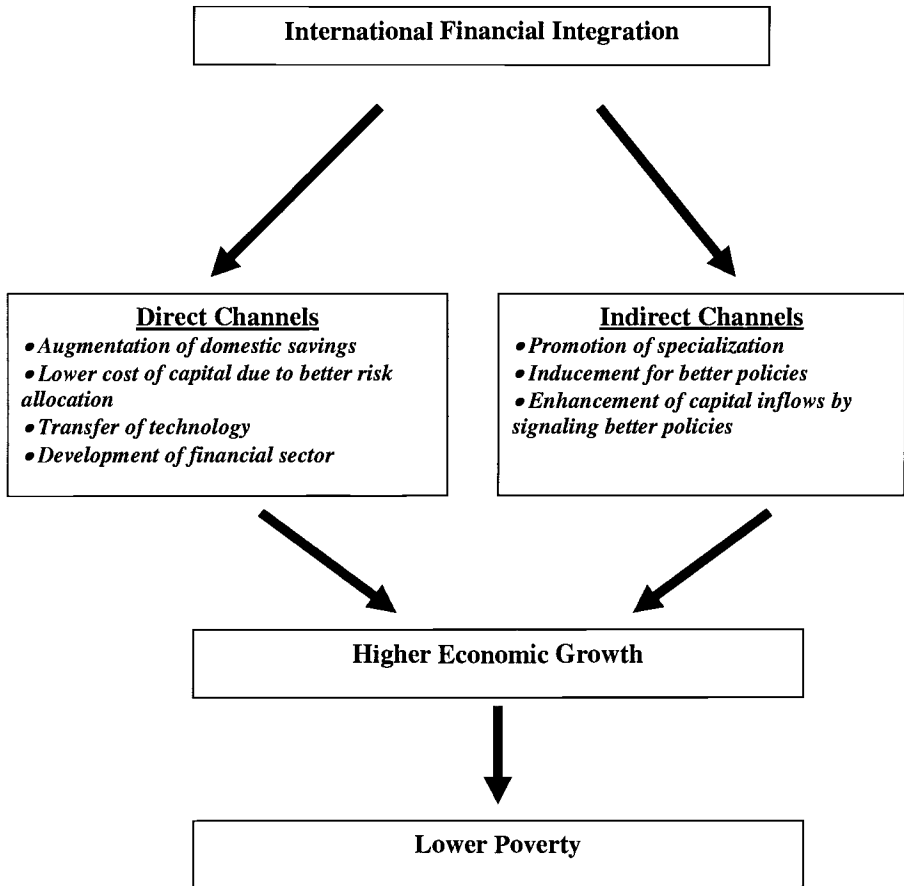 International Financial Integration
Direct Channels
• Augmentation of domestic savings
• Lower cost of capital due to better risk
allocation
• Transfer of technology
• Development of financial sector
Indirect Channels
• Promotion of specialization
• Inducement for better policies
• Enhancement of capital inflows by
signaling better policies
Higher Economic Growth
Lower Poverty